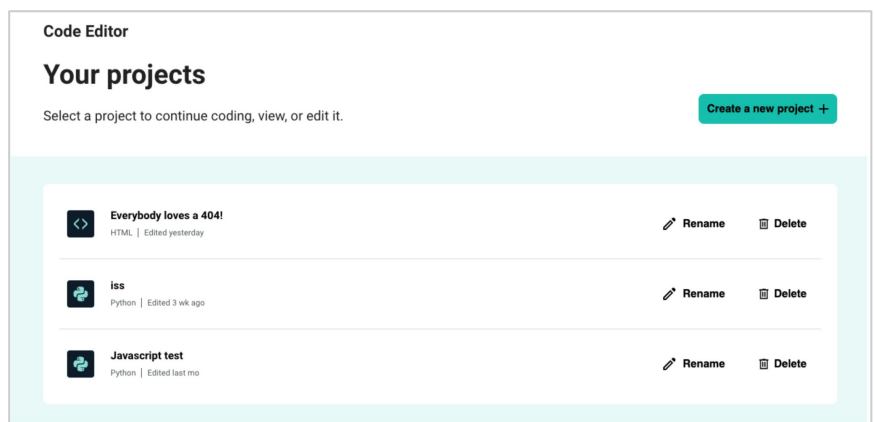 Code Editor
Your projects
Select a project to continue coding, view, or edit it.
Create a new project +
Everybody loves a 404!
HTML | Edited yesterday
Rename
Delete
iss
Python | Edited 3 wk ago
Rename
Delete
Javascript test
Python | Edited last mo
Rename
Delete